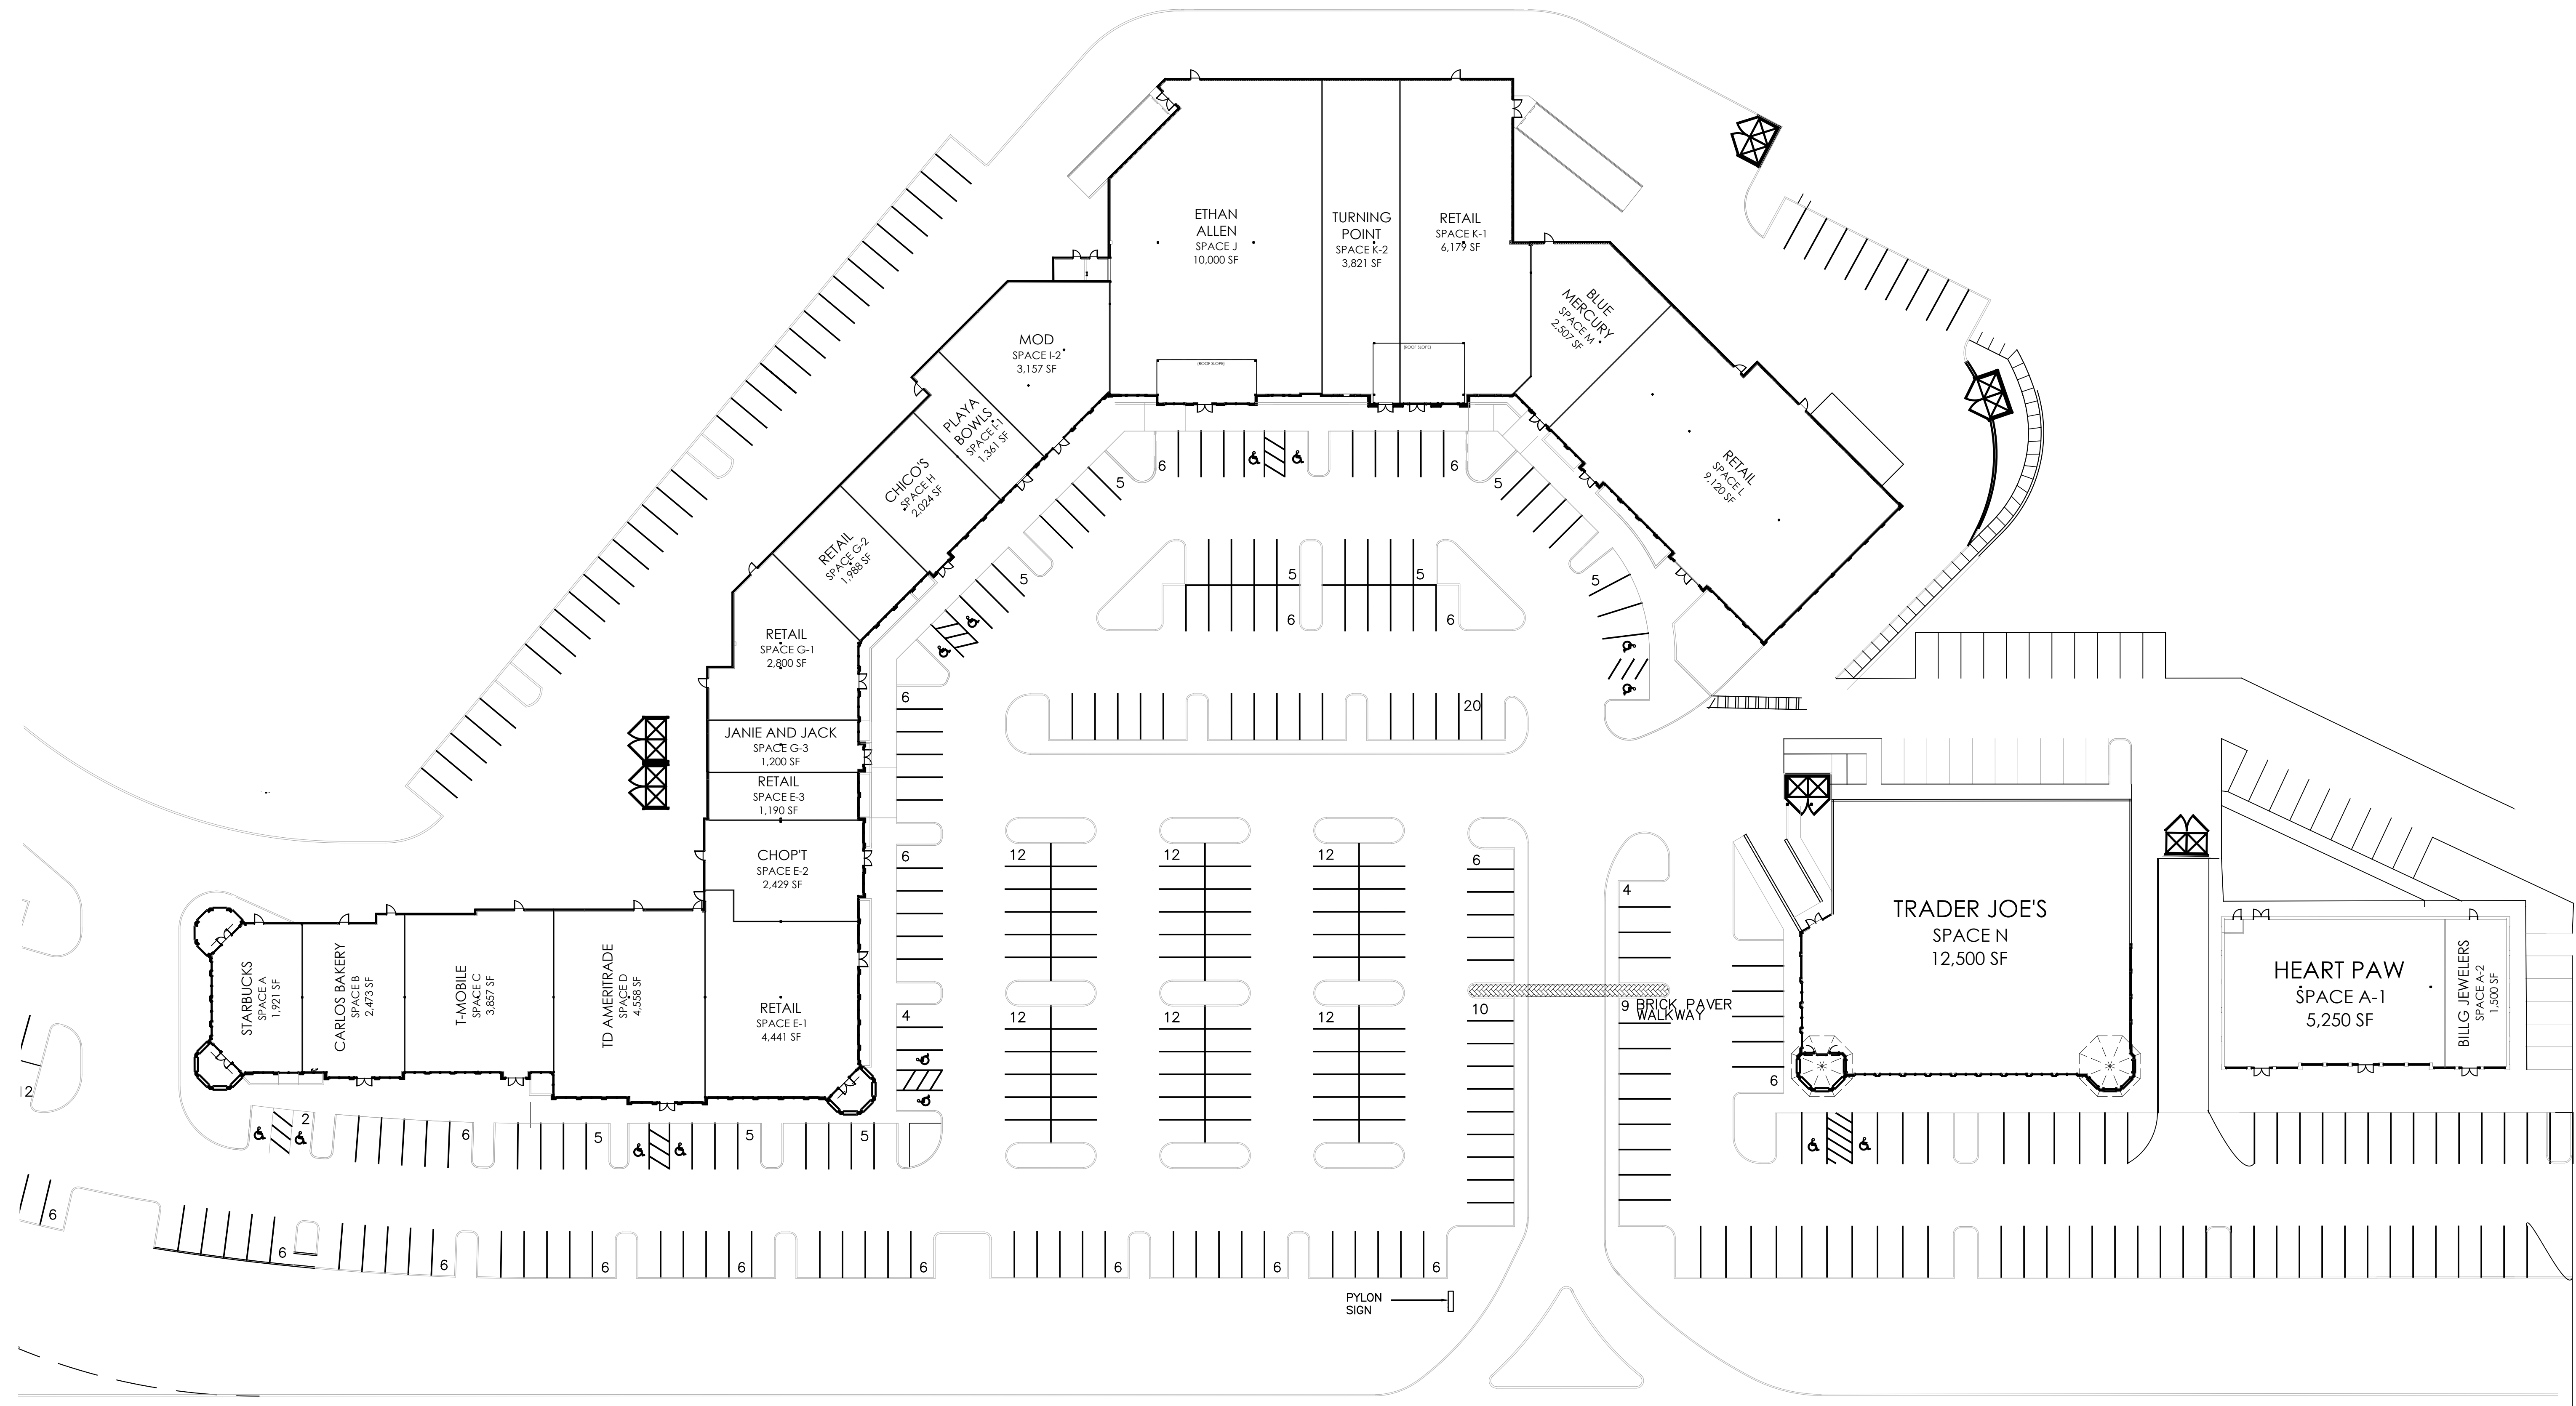 ETHAN
ALLEN
SPACE J
10,000 SF
TURNING
POINT
SPACE K-2
3,821 SF
RETAIL
SPACE K-1
6,179 SF
(ROOF SLOPE)
(ROOF SLOPE)
BLUE
MERCURY
SPACE M
2,507 SF
RETAIL
SPACE L
9,120 SF
MOD
SPACE I-2
3,157 SF
PLAYA
BOWLS
SPACE I-1
1,361 SF
CHICO'S
SPACE H
2,024 SF
RETAIL
SPACE G-2
1,988 SF
RETAIL
SPACE G-1
2,800 SF
JANIE AND JACK
SPACE G-3
1,200 SF
RETAIL
SPACE E-3
1,190 SF
CHOP'T
SPACE E-2
2,429 SF
RETAIL
SPACE E-1
4,441 SF
STARBUCKS
SPACE A
1,921 SF
CARLOS BAKERY
SPACE B
2,473 SF
T-MOBILE
SPACE C
3,857 SF
TD AMERITRADE
SPACE D
4,558 SF
TRADER JOE'S
SPACE N
12,500 SF
HEART PAW
SPACE A-1
5,250 SF
BILLG JEWELERS
SPACE A-2
1,500 SF
6
6
5
5
5
5
5
5
6
6
6
20
6
12
12
12
6
4
4
12
12
12
10
9
BRICK PAVER
WALKWAY
6
12
2
6
5
5
5
6
6
6
6
6
6
6
6
6
PYLON
SIGN